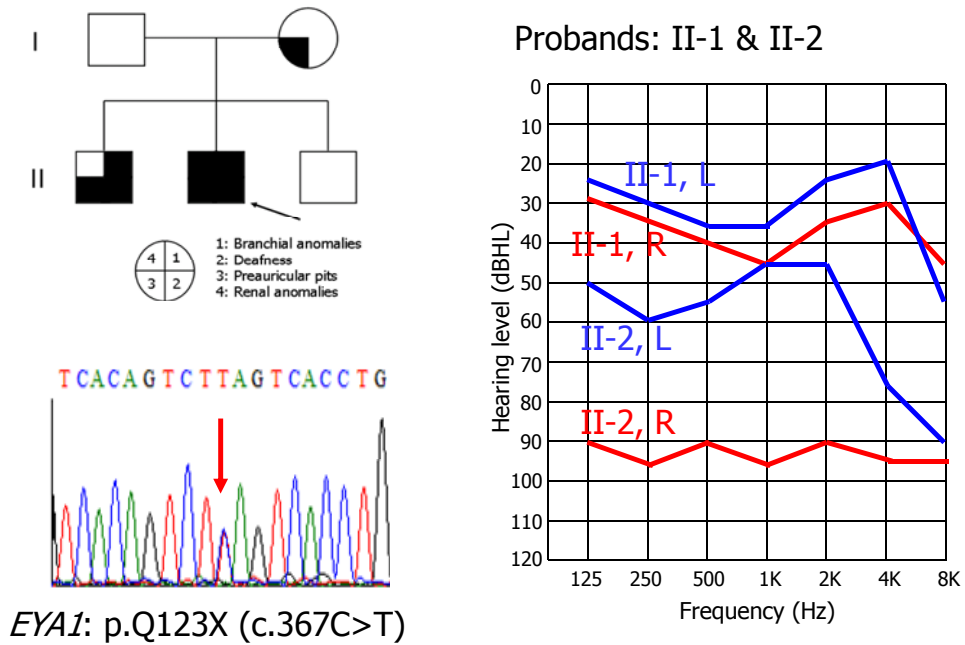 I
II
4 1
3 2
1: Branchial anomalies
2: Deafness
3: Preauricular pits
4: Renal anomalies
TCACAGTCTTAGTCACCTG
EYA1: p.Q123X (c.367C>T)
Probands: II-1 & II-2
Hearing level (dBHL)
0
10
20
30
40
50
60
70
80
90
100
110
120
II-1, L
II-1, R
II-2, L
II-2, R
125 250 500 1K 2K 4K 8K
Frequency (Hz)